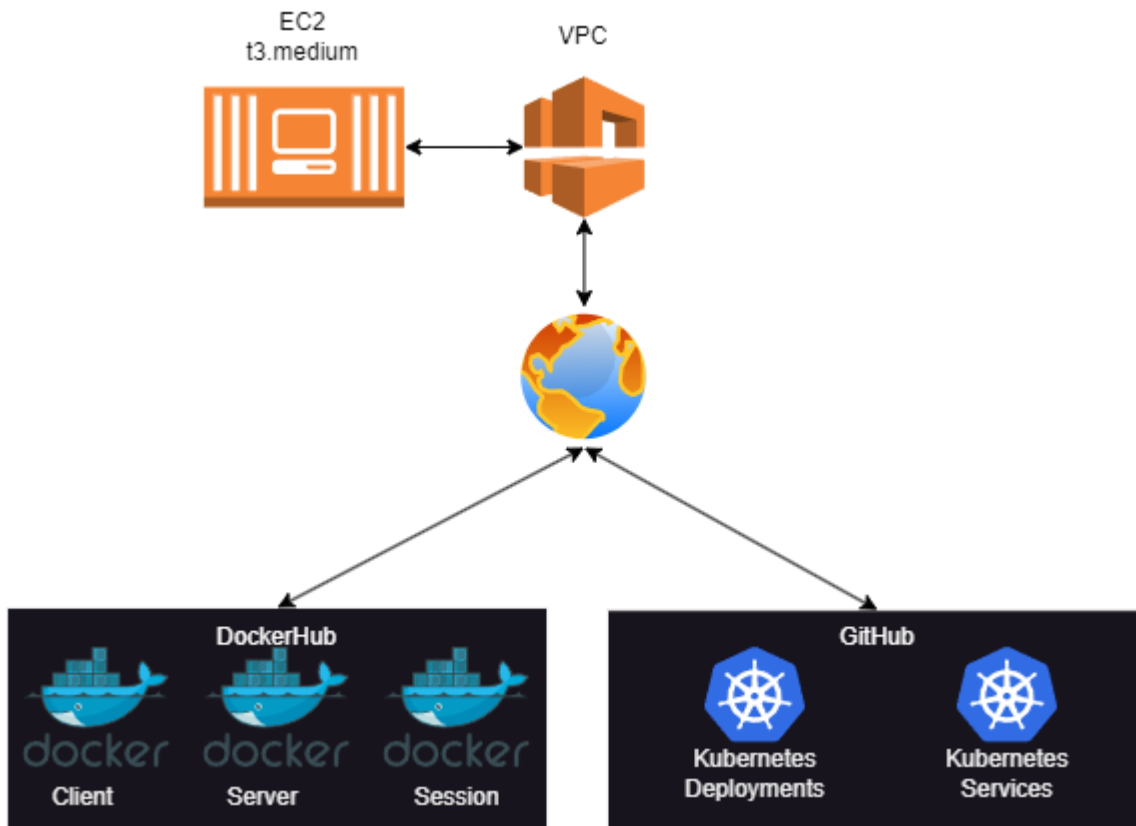 EC2
t3.medium
VPC
DockerHub
docker
docker
docker
Client
Server
Session
GitHub
Kubernetes
Deployments
Kubernetes
Services